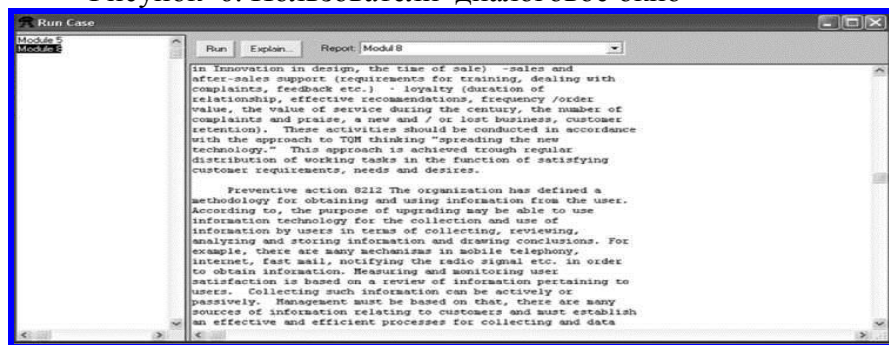 Рисунок 6. Пользователи диалоговое окно
Run Case
Module 5
Module 8
Run Explain... Report: Modul 8
in Innovation in design, the time of sale) -sales and
after-sales support (requirements for training, dealing with
complaints, feedback etc.) - loyalty (duration of
relationship, effective recommendations, frequency /order
value, the value of service during the century, the number of
complaints and praise, a new and / or lost business, customer
retention). These activities should be conducted in accordance
with the approach to TQM thinking "spreading the new
technology." This approach is achieved trough regular
distribution of working tasks in the function of satisfying
customer requirements, needs and desires.
Preventive action 8212 The organization has defined a
methodology for obtaining and using information from the user.
According to, the purpose of upgrading may be able to use
information technology for the collection and use of
information by users in terms of collecting, reviewing,
analyzing and storing information and drawing conclusions. For
example, there are many mechanisms in mobile telephony,
internet, fast mail, notifying the radio signal etc. in order
to obtain information. Measuring and monitoring user
satisfaction is based on a review of information pertaining to
users. Collecting such information can be actively or
passively. Management must be based on that, there are many
sources of information relating to customers and must establish
an effective and efficient processes for collecting and data